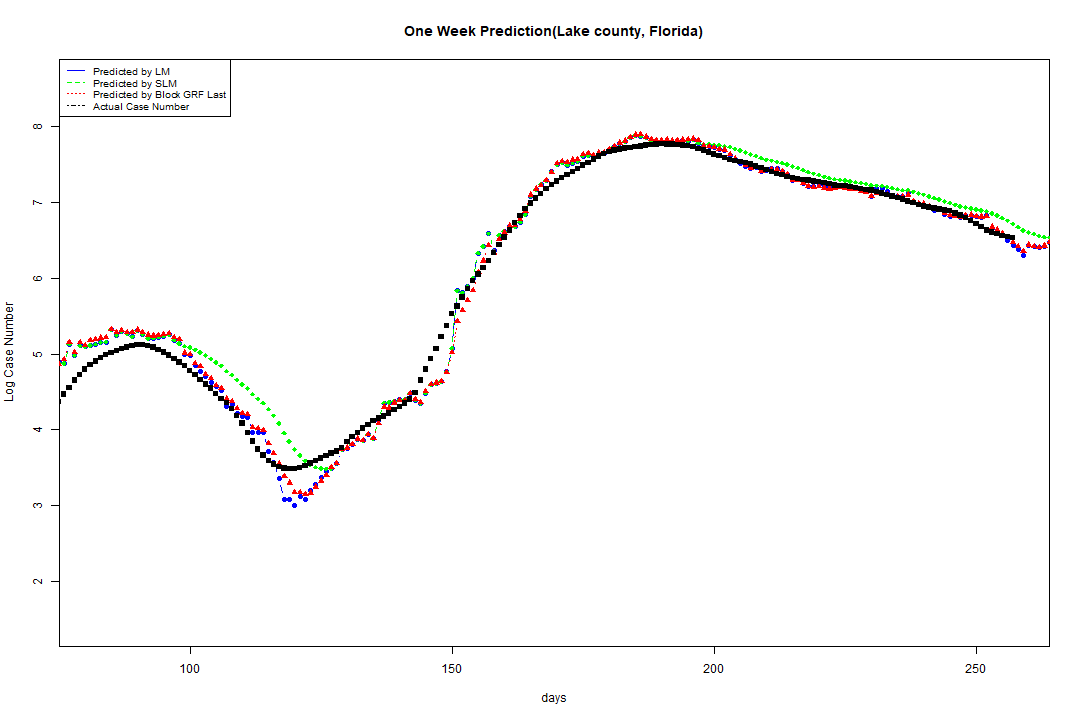 One Week Prediction(Lake county, Florida)
Predicted by LM
Predicted by SLM
Predicted by Block GRF Last
Actual Case Number
8
7
6
5
4
3
2
Log Case Number
100 150 200 250
days